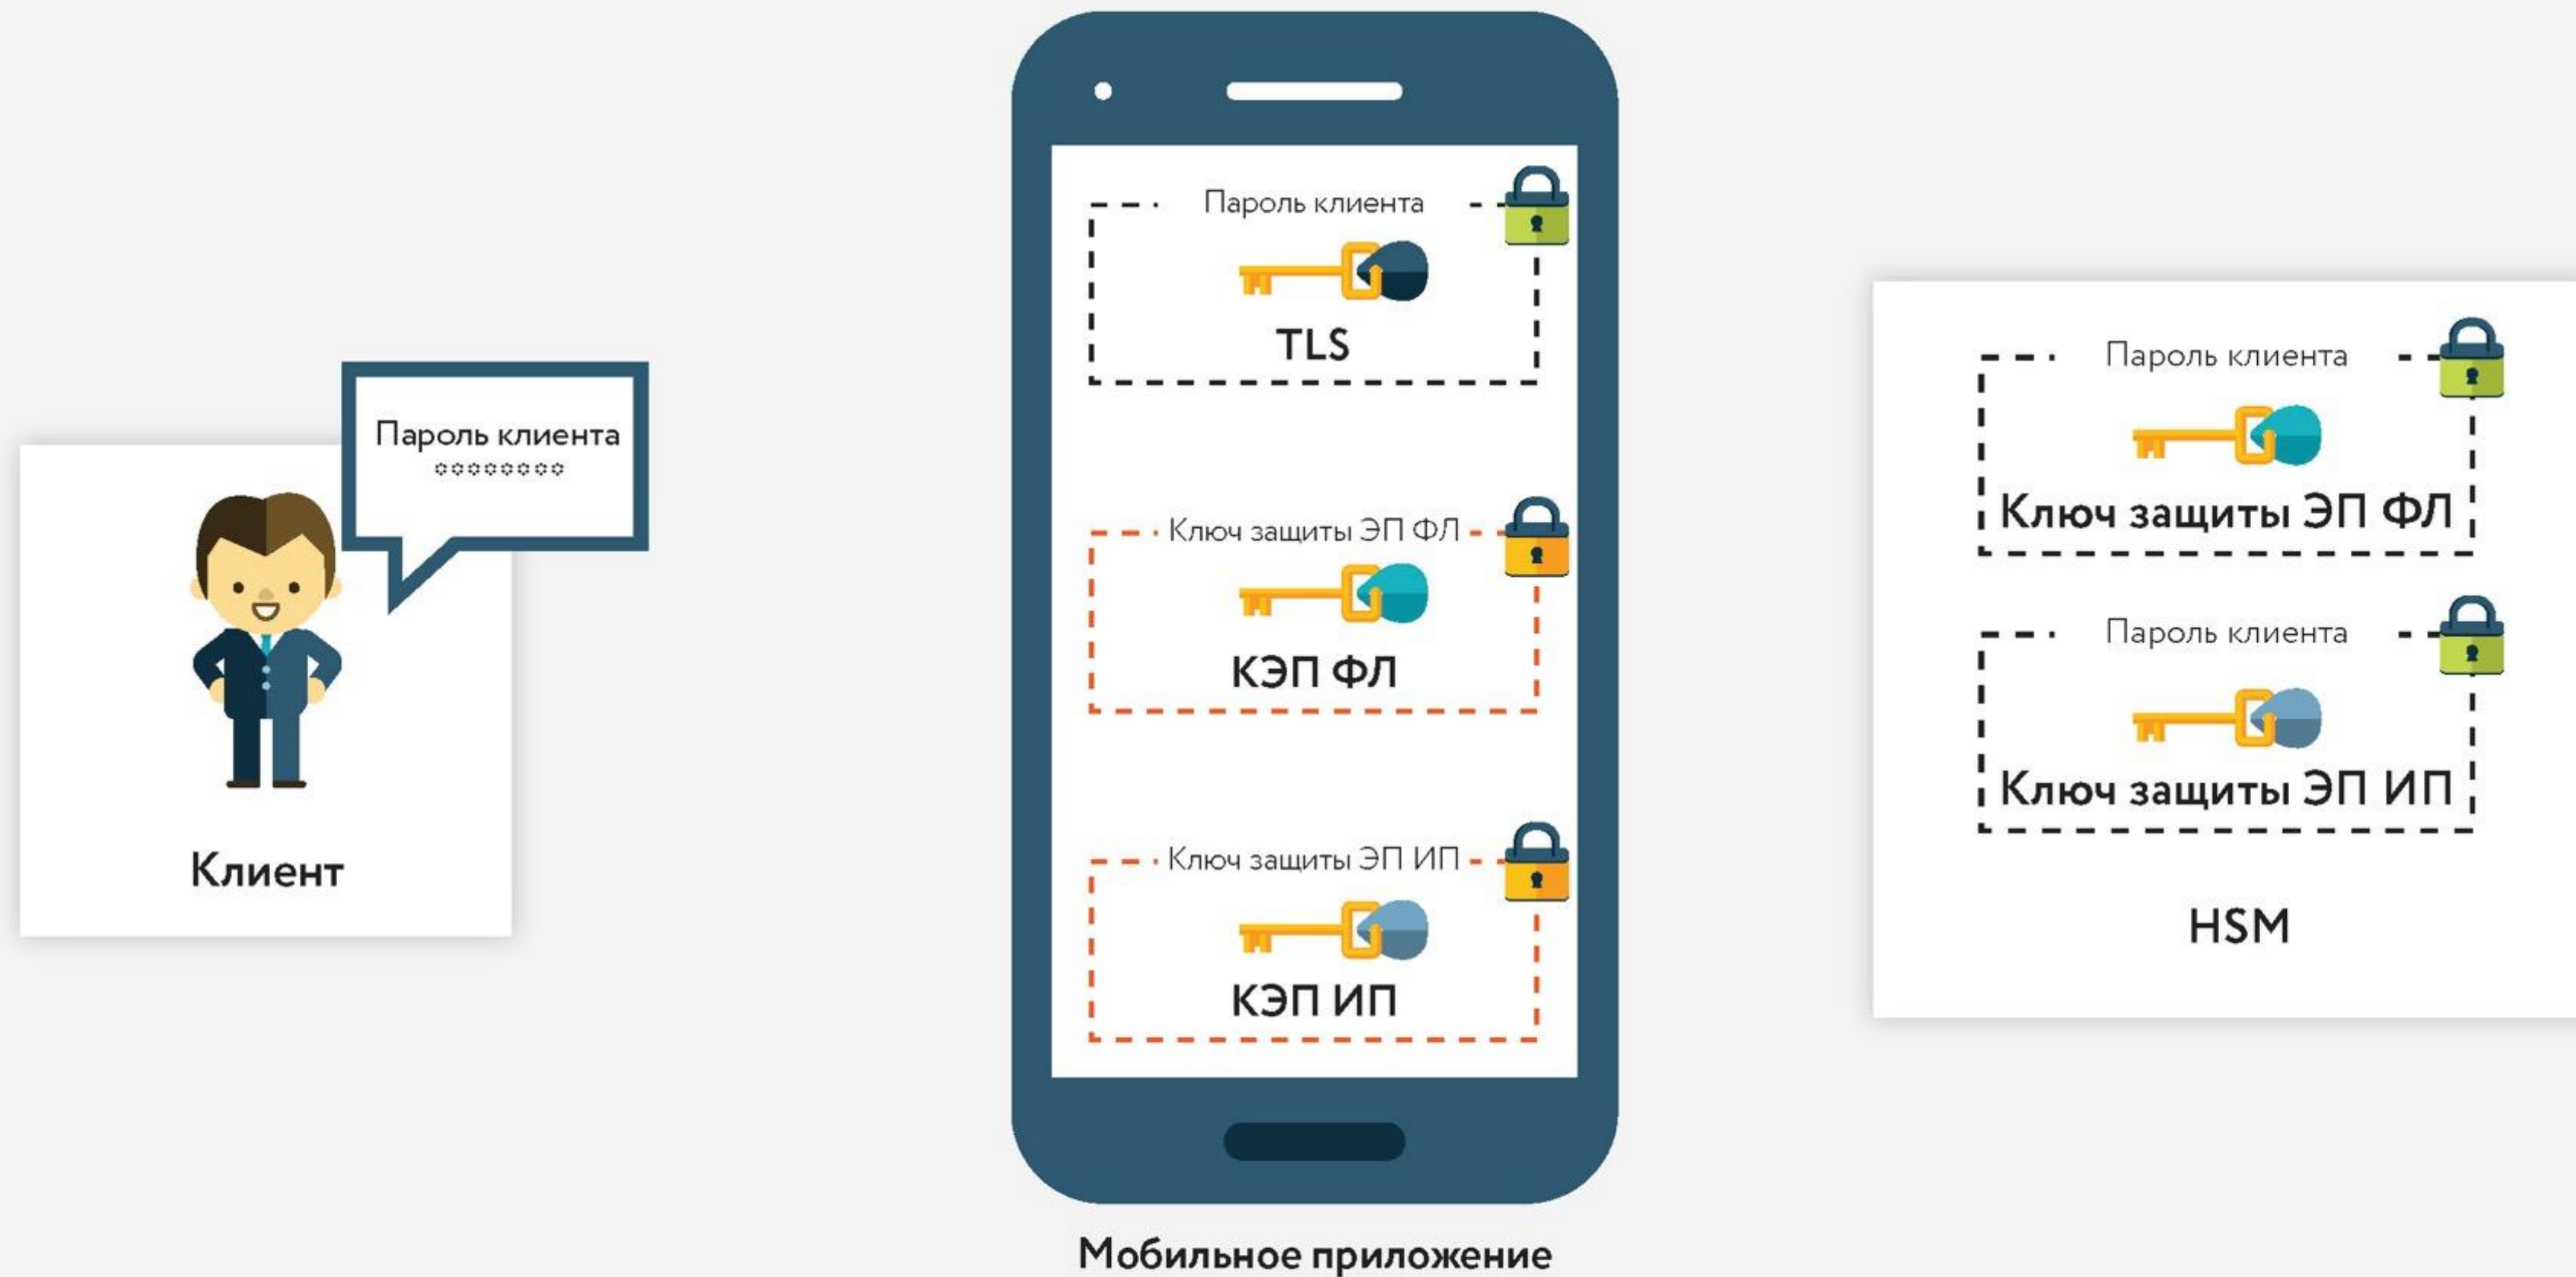 Пароль клиента
Клиент
Пароль клиента
TLS
Ключ защиты ЭП ФЛ
КЭП ФЛ
Ключ защиты ЭП ИП
КЭП ИП
Мобильное приложение
Пароль клиента
Ключ защиты ЭП ФЛ
Пароль клиента
Ключ защиты ЭП ИП
HSM